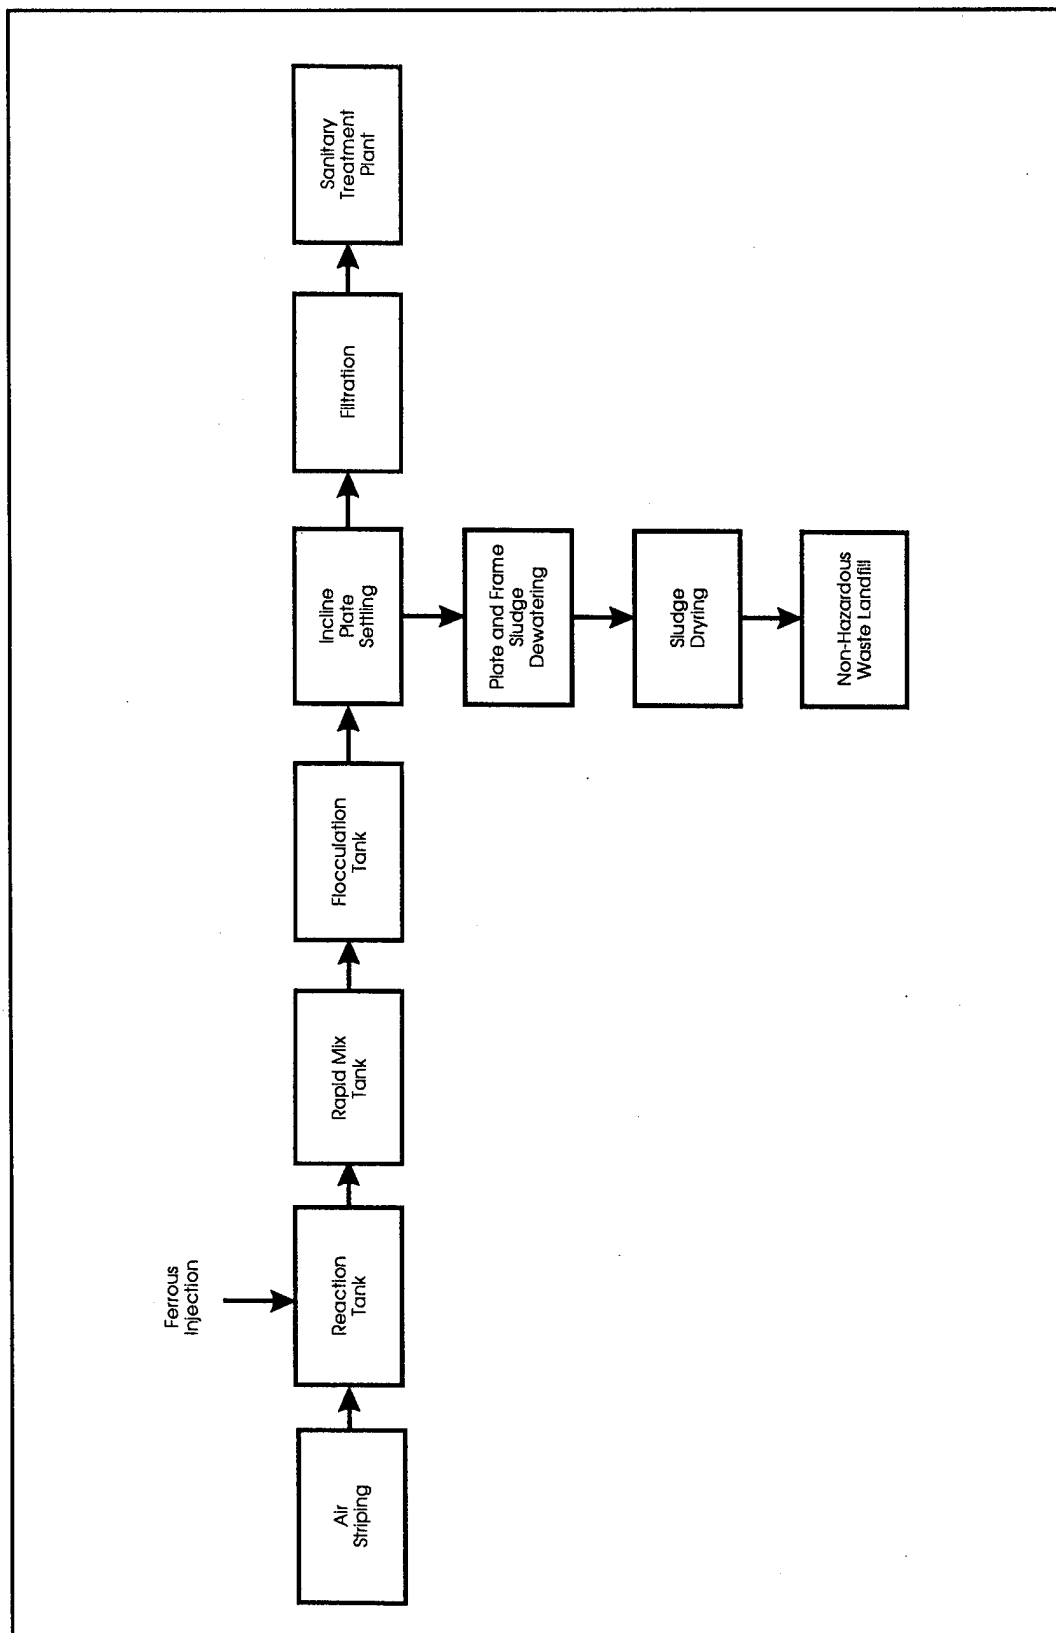 Ferrous
Injection
Air
Striping
Reaction
Tank
Rapid Mix
Tank
Flocculation
Tank
Incline
Plate
Settling
Filtration
Sanitary
Treatment
Plant
Plate and Frame
Sludge
Dewatering
Sludge
Drying
Non-Hazardous
Waste Landfill